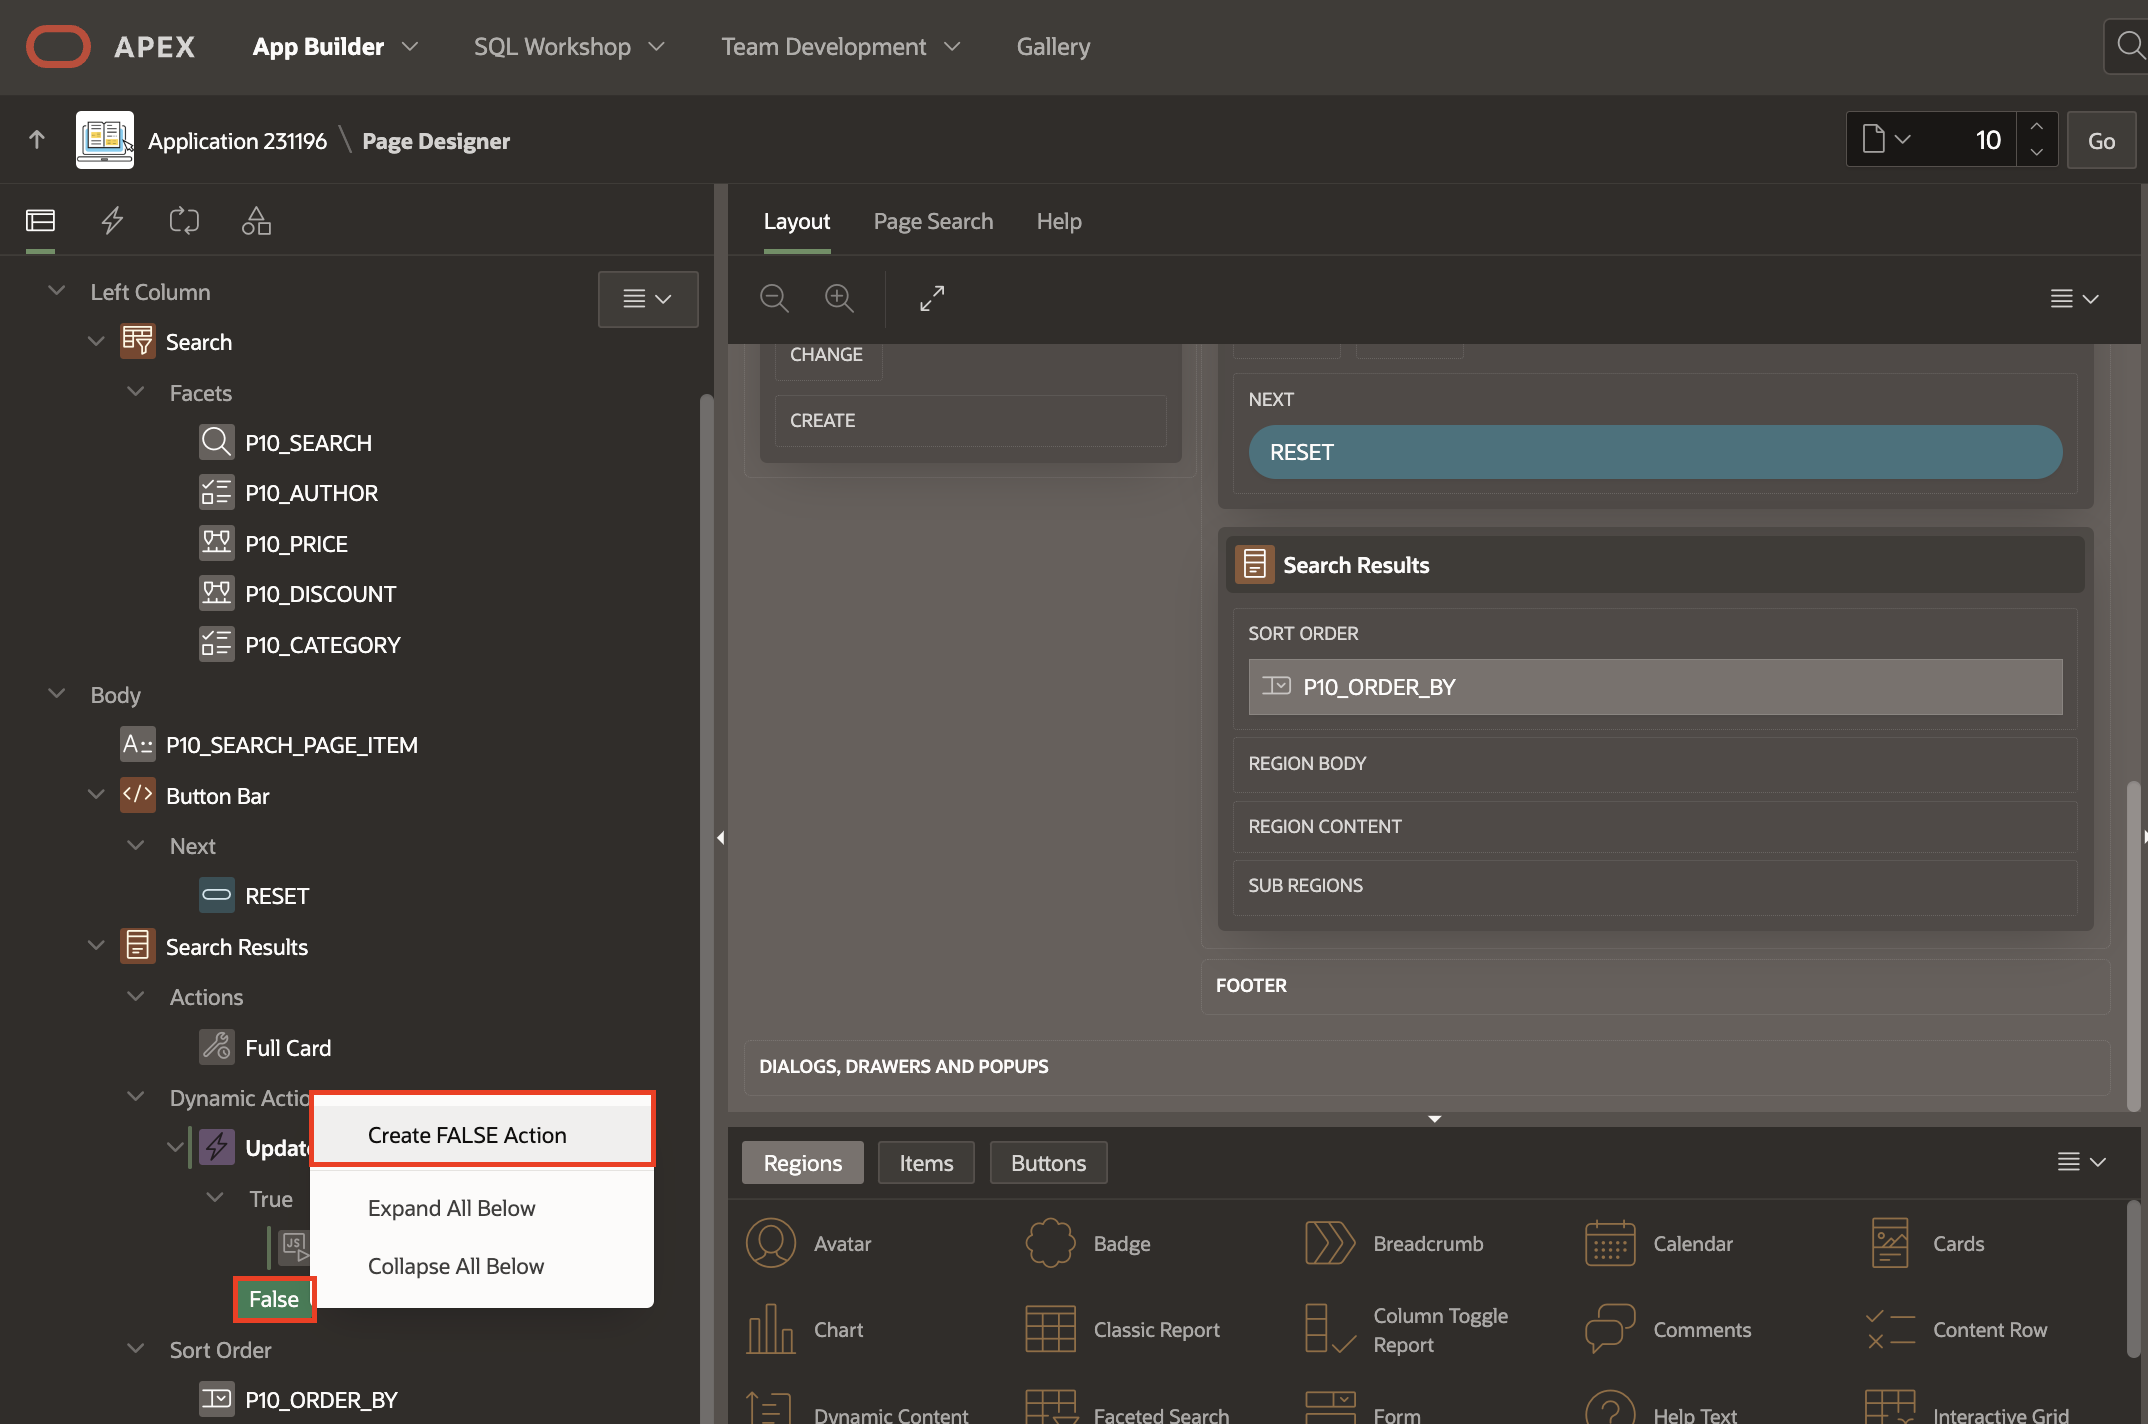 APEX
App Builder
SQL Workshop
Team Development
Gallery
Application 231196 \ Page Designer
10
Go
Left Column
Search
Facets
P10_SEARCH
P10_AUTHOR
P10_PRICE
P10_DISCOUNT
P10_CATEGORY
Body
P10_SEARCH_PAGE_ITEM
Button Bar
Next
RESET
Search Results
Actions
Full Card
Dynamic Actio
Update
True
JS
False
Sort Order
P10_ORDER_BY
Create FALSE Action
Expand All Below
Collapse All Below
Layout
Page Search
Help
CHANGE
CREATE
NEXT
RESET
Search Results
SORT ORDER
P10_ORDER_BY
REGION BODY
REGION CONTENT
SUB REGIONS
FOOTER
DIALOGS, DRAWERS AND POPUPS
Regions
Items
Buttons
Avatar
Badge
Breadcrumb
Calendar
Cards
Chart
Classic Report
Column Toggle
Report
Comments
Content Row
Dynamic Content
Faceted Search
Form
Help Text
Interactive Grid